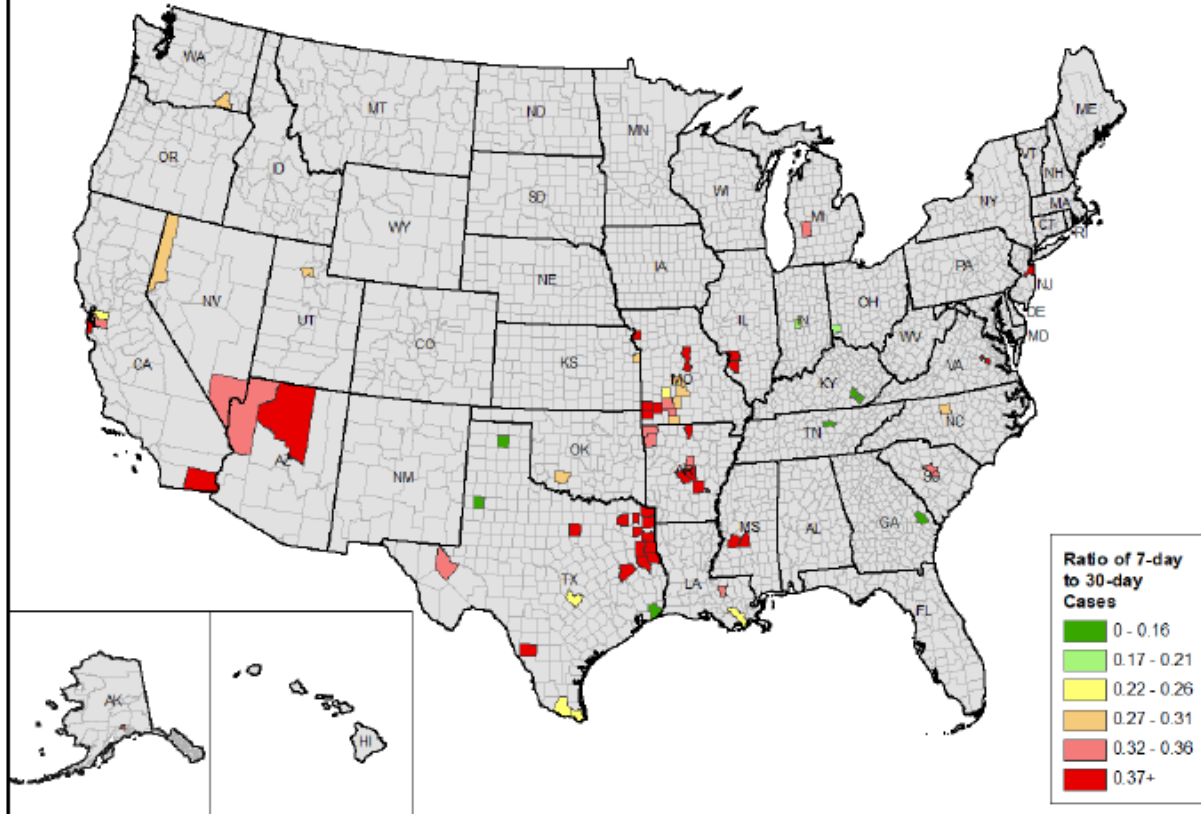 WA
MT
ND
MN
ME
OR
ID
SD
WI
MI
VT
NH
NY
MA
CT
RI
WY
IA
NE
PA
NJ
NV
UT
CO
IL
IN
OH
DE
MD
WV
VA
CA
KS
MO
KY
AZ
NM
OK
TN
NC
TX
LA
MS
AL
GA
FL
AK
HI
Ratio of 7-day
to 30-day
Cases
0 - 0.16
0.17 - 0.21
0.22 - 0.26
0.27 - 0.31
0.32 - 0.36
0.37+